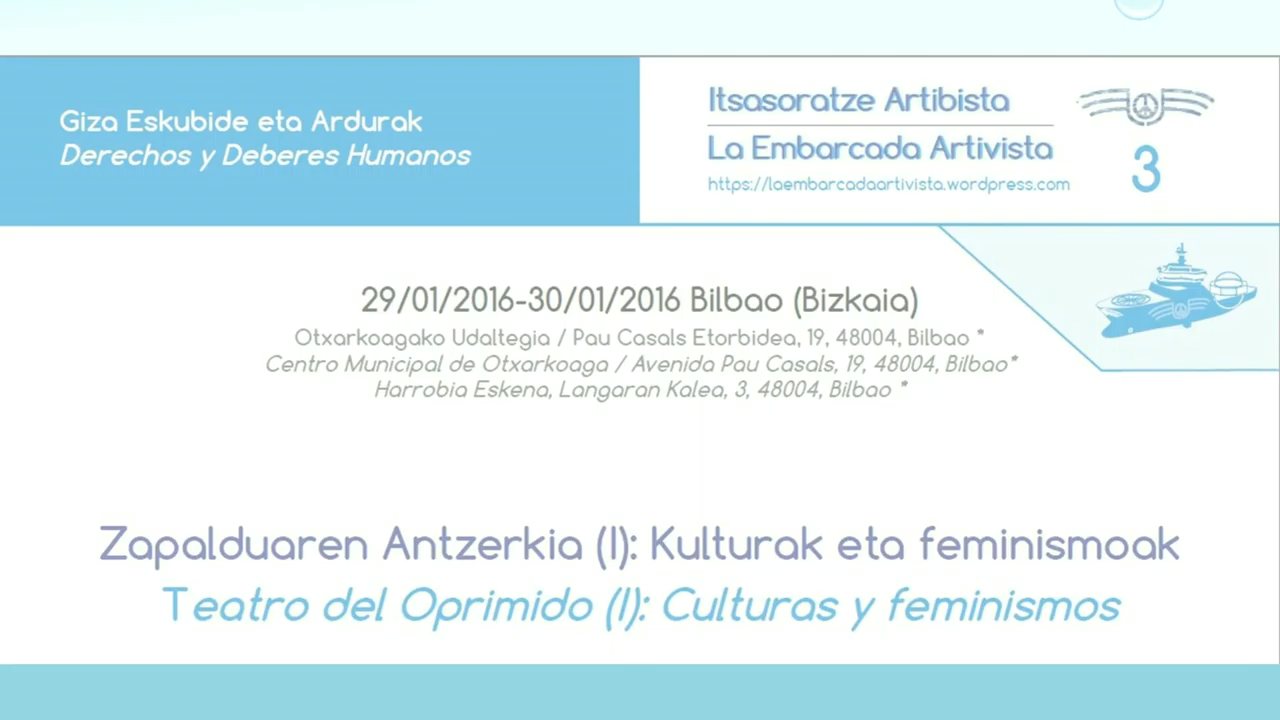 Giza Eskubide eta Ardurak
Derechos y Deberes Humanos
Itsasoratze Artibista
La Embarcada Artivista
https://laembarcadaartivista.wordpress.com
3
29/01/2016-30/01/2016 Bilbao (Bizkaia)
Otxarkoagako Udaltegia / Pau Casals Etorbidea, 19, 48004, Bilbao *
Centro Municipal de Otxarkoaga / Avenida Pau Casals, 19, 48004, Bilbao*
Harrobia Eskena, Langaran Kalea, 3, 48004, Bilbao *
Zapalduaren Antzerkia (I): Kulturak eta feminismoak
Teatro del Oprimido (I): Culturas y feminismos